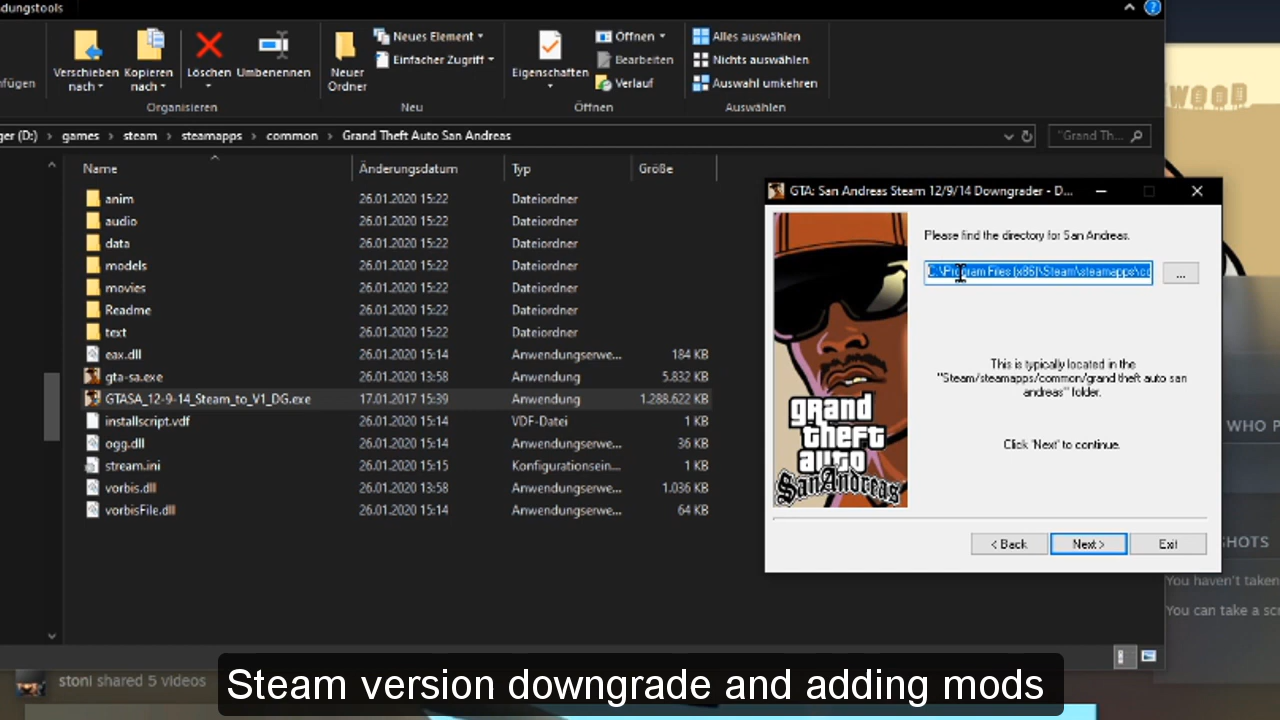 dungstools
Verschieben nach
Kopieren nach
Löschen
Umbenennen
Neuer Ordner
Neues Element
Einfacher Zugriff
Eigenschaften
Öffnen
Bearbeiten
Verlauf
Alles auswählen
Nichts auswählen
Auswahl umkehren
Organisieren
Neu
Öffnen
Auswählen
ger (D:) games steam steamapps common Grand Theft Auto San Andreas
"Grand Th...
Name Änderungsdatum Typ Größe
anim 26.01.2020 15:22 Dateiordner
audio 26.01.2020 15:22 Dateiordner
data 26.01.2020 15:22 Dateiordner
models 26.01.2020 15:22 Dateiordner
movies 26.01.2020 15:22 Dateiordner
Readme 26.01.2020 15:22 Dateiordner
text 26.01.2020 15:22 Dateiordner
eax.dll 26.01.2020 15:14 Anwendungserwe... 184 KB
gta-sa.exe 26.01.2020 13:58 Anwendung 5.832 KB
GTASA_12-9-14_Steam_to_V1_DG.exe 17.01.2017 15:39 Anwendung 1.288.622 KB
installscript.vdf 26.01.2020 15:14 VDF-Datei 1 KB
ogg.dll 26.01.2020 15:14 Anwendungserwe... 36 KB
stream.ini 26.01.2020 15:15 Konfigurationsein... 1 KB
vorbis.dll 26.01.2020 13:58 Anwendungserwe... 1.036 KB
vorbisFile.dll 26.01.2020 15:14 Anwendungserwe... 64 KB
GTA: San Andreas Steam 12/9/14 Downgrader - D...
Please find the directory for San Andreas.
C:\Program Files (x86)\Steam\steamapps\co
...
This is typically located in the
"Steam/steamapps/common/grand theft auto san
andreas" folder.
Click 'Next' to continue.
grand
theft
auto
San Andreas
< Back
Next >
Exit
WOOD
WHO P
HOTS
You haven't taken
You can take a scr
stoni shared 5 videos
Steam version downgrade and adding mods